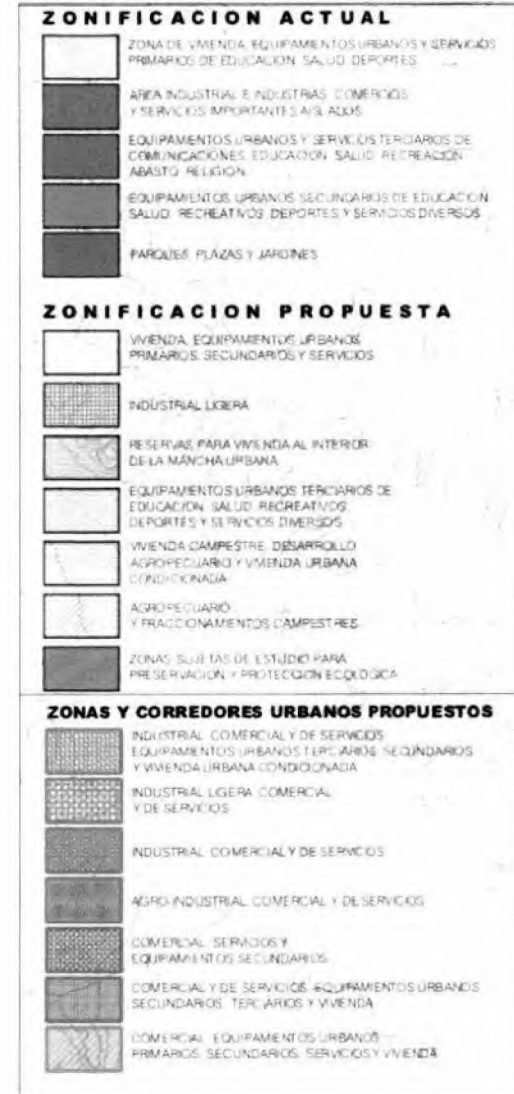 ZONIFICACION ACTUAL
ZONA DE VIVIENDA, EQUIPAMIENTOS URBANOS Y SERVICIOS
PRIMARIOS DE EDUCACION SALUD DEPORTES
AREA INDUSTRIAL E INDUSTRIAS, COMERCIOS
Y SERVICIOS IMPORTANTES AISLADOS
EQUIPAMIENTOS URBANOS Y SERVICIOS TERCIARIOS DE
COMUNICACIONES, EDUCACION SALUD RECREACION
ABASTO RELIGION
EQUIPAMIENTOS URBANOS SECUNDARIOS DE EDUCACION
SALUD RECREATIVOS DEPORTES Y SERVICIOS DIVERSOS
PARQUES PLAZAS Y JARDINES
ZONIFICACION PROPUESTA
VIVIENDA, EQUIPAMIENTOS URBANOS
PRIMARIOS, SECUNDARIOS Y SERVICIOS
INDUSTRIAL LIGERA
RESERVAS PARA VIVIENDA AL INTERIOR
DE LA MANCHA URBANA
EQUIPAMIENTOS URBANOS TERCIARIOS DE
EDUCACION SALUD RECREATIVOS
DEPORTES Y SERVICIOS DIVERSOS
VIVIENDA CAMPESTRE, DESARROLLO
AGROPECUARIO Y VIVIENDA URBANA
CONDICIONADA
AGROPECUARIO
Y FRACCIONAMIENTOS CAMPESTRES
ZONAS SUJETAS DE ESTUDIO PARA
PRESERVACION Y PROTECCION ECOLOGICA
ZONAS Y CORREDORES URBANOS PROPUESTOS
INDUSTRIAL COMERCIAL Y DE SERVICIOS
EQUIPAMIENTOS URBANOS TERCIARIOS, SECUNDARIOS
Y VIVIENDA URBANA CONDICIONADA
INDUSTRIAL LIGERA COMERCIAL
Y DE SERVICIOS
INDUSTRIAL COMERCIAL Y DE SERVICIOS
AGRO-INDUSTRIAL COMERCIAL Y DE SERVICIOS
COMERCIAL SERVICIOS Y
EQUIPAMIENTOS SECUNDARIOS
COMERCIAL Y DE SERVICIOS, EQUIPAMIENTOS URBANOS
SECUNDARIOS TERCIARIOS Y VIVIENDA
COMERCIAL EQUIPAMIENTOS URBANOS
PRIMARIOS, SECUNDARIOS, SERVICIOS Y VIVIENDA